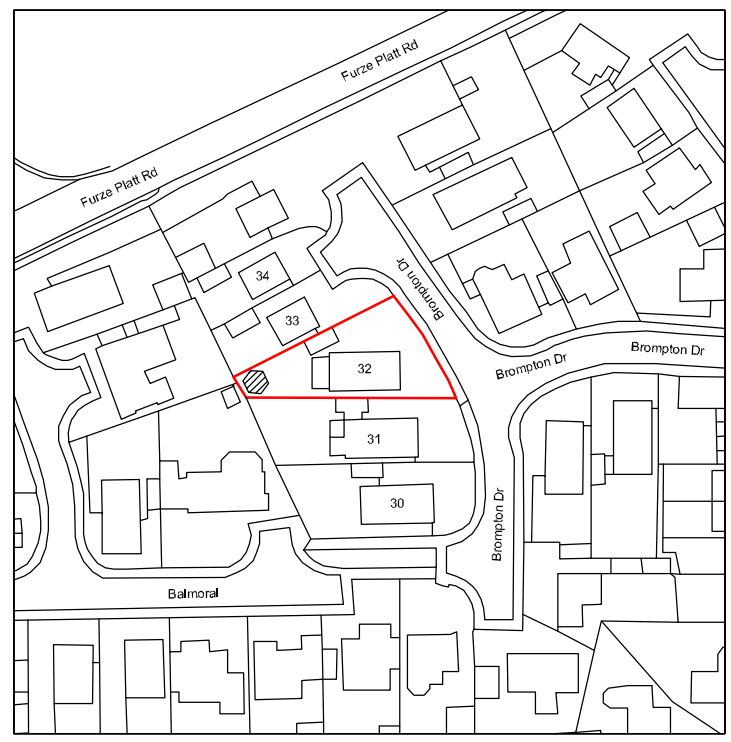 Furze Platt Rd
Furze Platt Rd
34
Brompton Dr
33
Brompton Dr
Brompton Dr
32
31
30
Brompton Dr
Balmoral